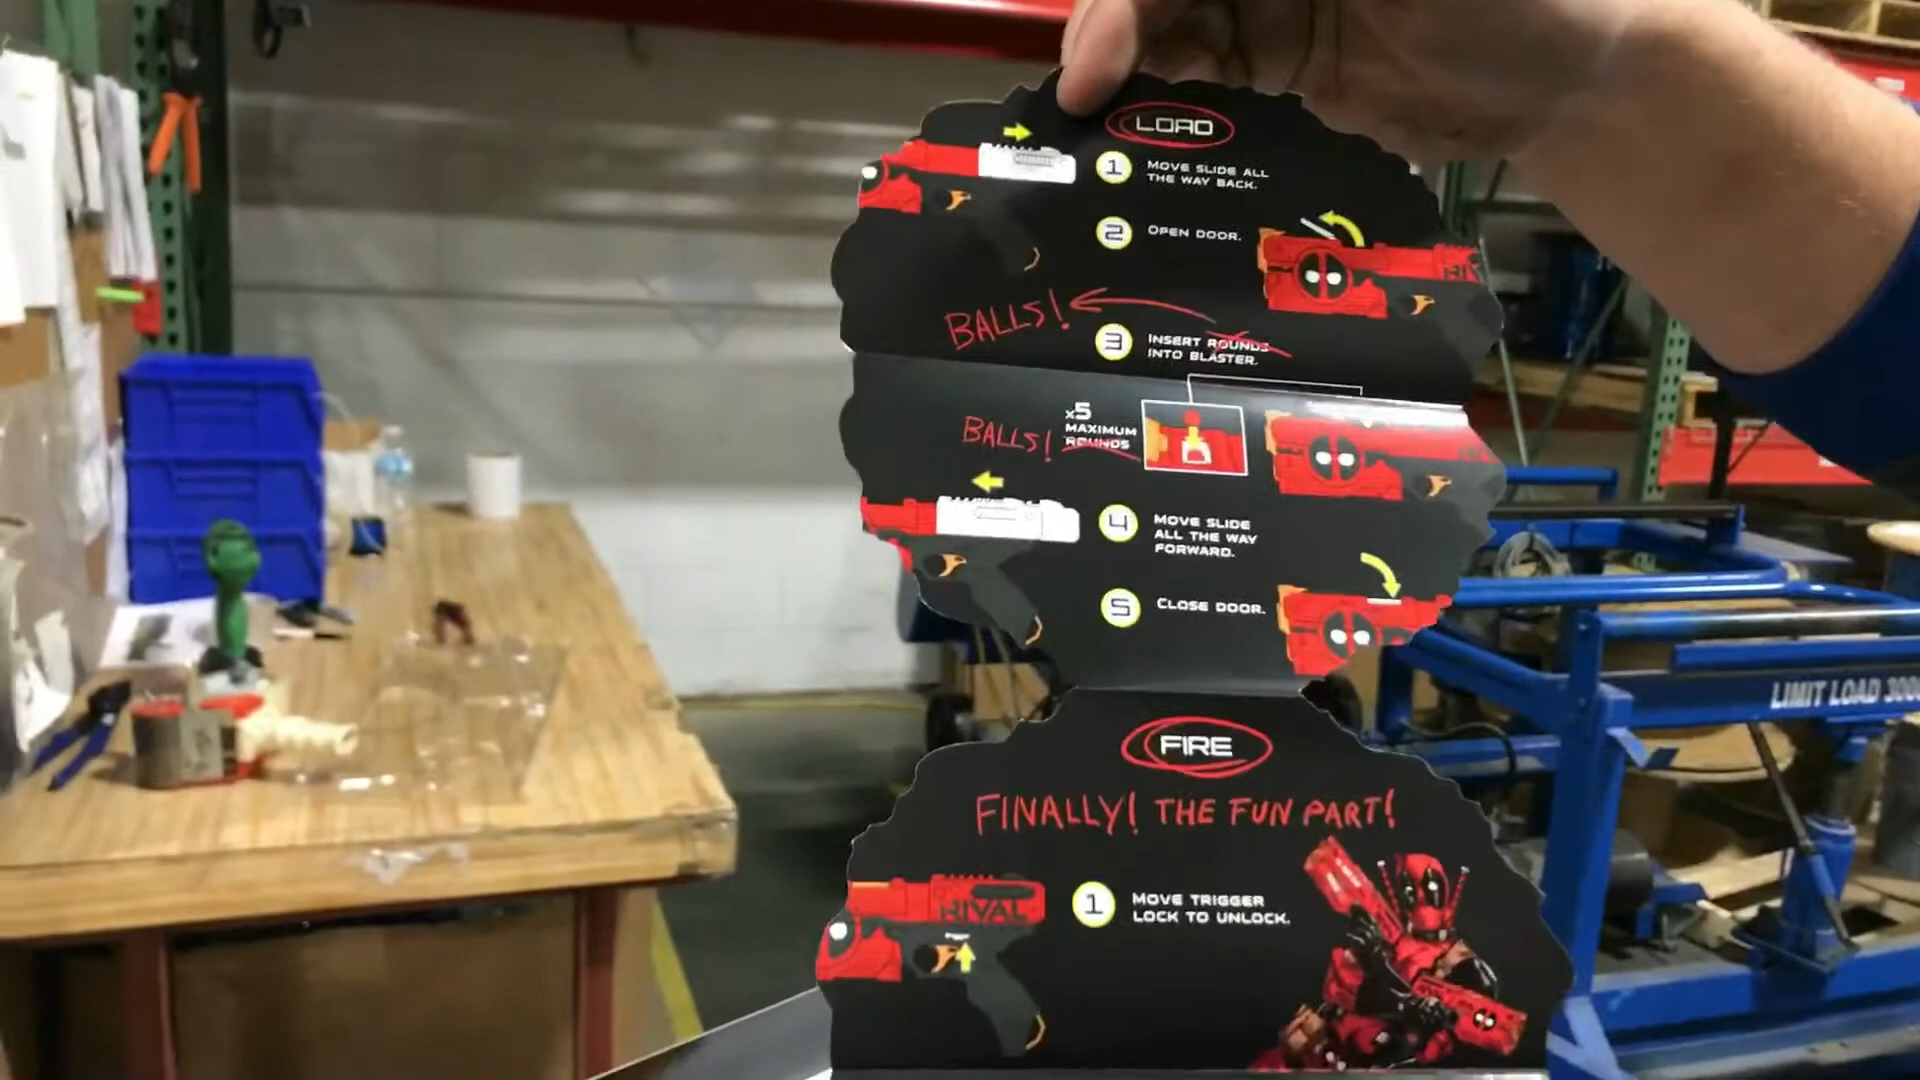 LOAD
1
MOVE SLIDE ALL
THE WAY BACK.
2
OPEN DOOR.
BALLS!
3
INSERT ROUNDS
INTO BLASTER.
BALLS!
x5
MAXIMUM
ROUNDS
4
MOVE SLIDE
ALL THE WAY
FORWARD.
5
CLOSE DOOR.
LIMIT LOAD 3000
FIRE
FINALLY! THE FUN PART!
RIVAL
1
MOVE TRIGGER
LOCK TO UNLOCK.